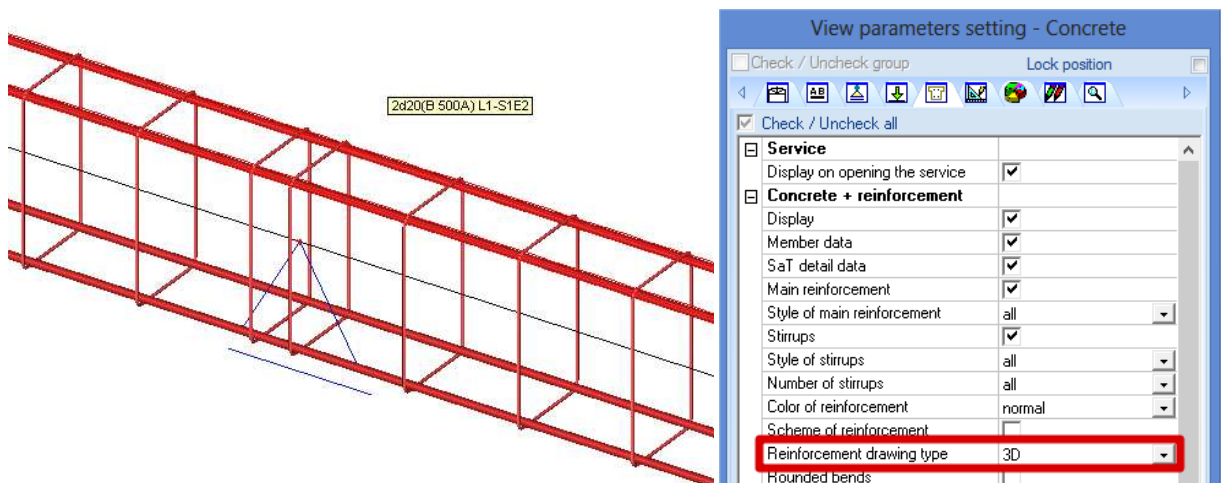 2d20(B 500A) L1-S1E2
View parameters setting - Concrete
Check / Uncheck group Lock position
AB
Check / Uncheck all
Service
Display on opening the service
Concrete + reinforcement
Display
Member data
SaT detail data
Main reinforcement
Style of main reinforcement all
Stirrups
Style of stirrups all
Number of stirrups all
Color of reinforcement normal
Scheme of reinforcement
Reinforcement drawing type 3D
Rounded bends